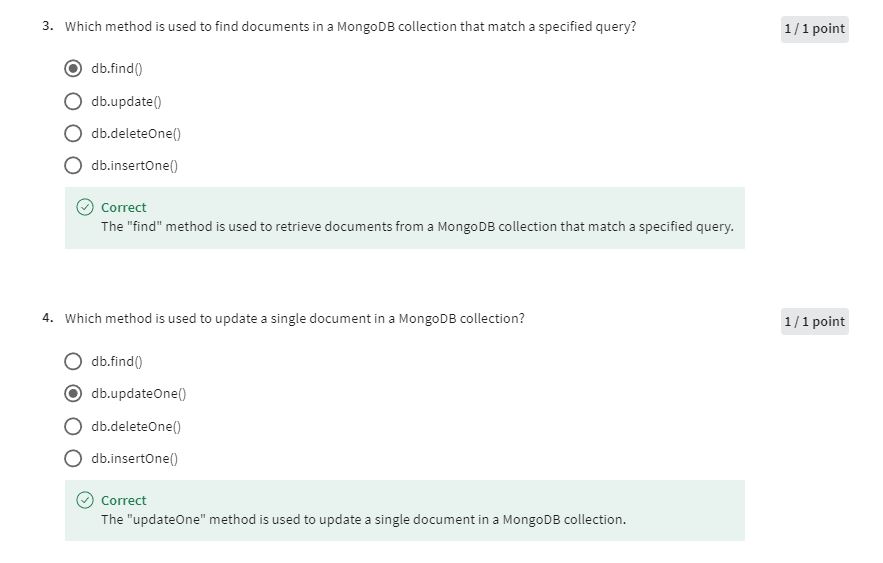 3. Which method is used to find documents in a MongoDB collection that match a specified query?
1 / 1 point
db.find()
db.update()
db.deleteOne()
db.insertOne()
Correct
The "find" method is used to retrieve documents from a MongoDB collection that match a specified query.
4. Which method is used to update a single document in a MongoDB collection?
1 / 1 point
db.find()
db.updateOne()
db.deleteOne()
db.insertOne()
Correct
The "updateOne" method is used to update a single document in a MongoDB collection.